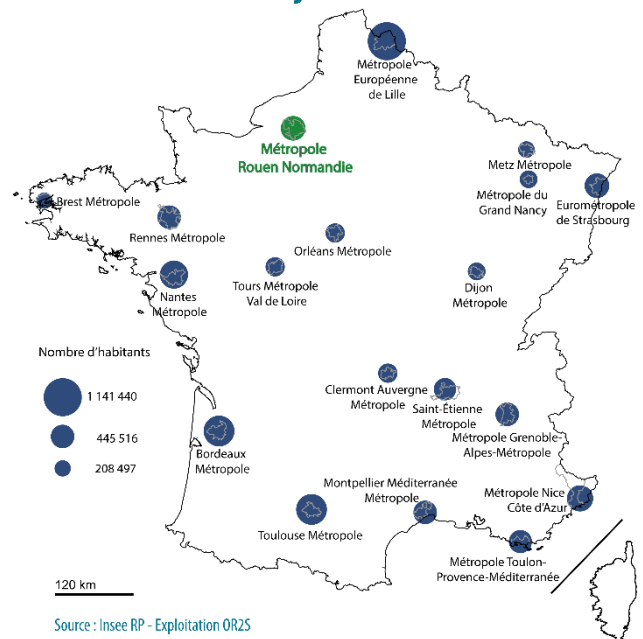 Métropole
Européenne
de Lille
Métropole
Rouen Normandie
Metz Métropole
Métropole du
Grand Nancy
Eurométropole
de Strasbourg
Brest Métropole
Rennes Métropole
Orléans Métropole
Nantes
Métropole
Tours Métropole
Val de Loire
Dijon
Métropole
Nombre d'habitants
1 141 440
445 516
208 497
Clermont Auvergne
Métropole
Saint-Étienne
Métropole
Métropole Grenoble-
Alpes-Métropole
Bordeaux
Métropole
Montpellier Méditerranée
Métropole
Métropole Nice
Côte d'Azur
Toulouse Métropole
Métropole Toulon-
Provence-Méditerranée
120 km
Source : Insee RP - Exploitation OR2S